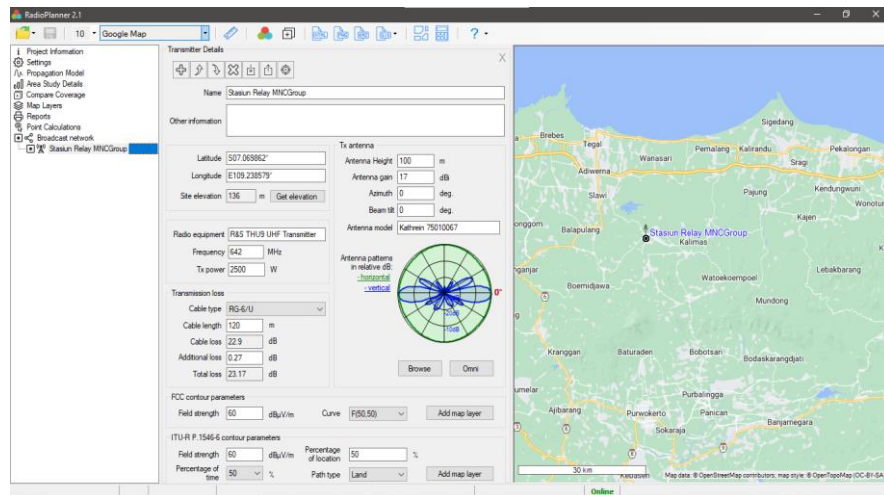 RadioPlanner 2.1
10
Google Map
?
i Project Information
Settings
Propagation Model
Area Study Details
Compare Coverage
Map Layers
Reports
Point Calculations
Broadcast network
Stasiun Relay MNCGroup
Transmitter Details
X
Name Stasiun Relay MNCGroup
Other information
Latitude S07.069862°
Longitude E109.238579°
Site elevation 136 m Get elevation
Radio equipment R&S THU9 UHF Transmitter
Frequency 642 MHz
Tx power 2500 W
Transmission loss
Cable type RG-6/U
Cable length 120 m
Cable loss 22.9 dB
Additional loss 0.27 dB
Total loss 23.17 dB
Tx antenna
Antenna Height 100 m
Antenna gain 17 dBi
Azimuth 0 deg.
Beam tilt 0 deg.
Antenna model Kathrein 75010067
Antenna patterns
in relative dB:
- horizontal
- vertical
0°
-20dB
-10dB
Browse Omni
FCC contour parameters
Field strength 60 dBµV/m Curve F(50,50) Add map layer
ITU-R P.1546-6 contour parameters
Field strength 60 dBµV/m Percentage of location 50 %
Percentage of time 50 % Path type Land Add map layer
Brebes
Tegal
Adiwerna
Wanasari
Pemalang
Kalirandu
Sigedang
Pekalongan
Sragi
Slawi
Pajung
Kendungwuni
Wonotu
Kajen
onggom
Balapulang
Stasiun Relay MNCGroup
Kalimas
nganjar
Boemidjawa
Watoekoempoel
Lebakbarang
Mundong
Kranggan
Baturaden
Bobotsari
Bodaskarangdjati
umelar
Purbalingga
Ajibarang
Purwokerto
Panican
Banjarnegara
Sokaraja
30 km
Map data: © OpenStreetMap contributors, map style: © OpenTopoMap (CC-BY-SA
Online